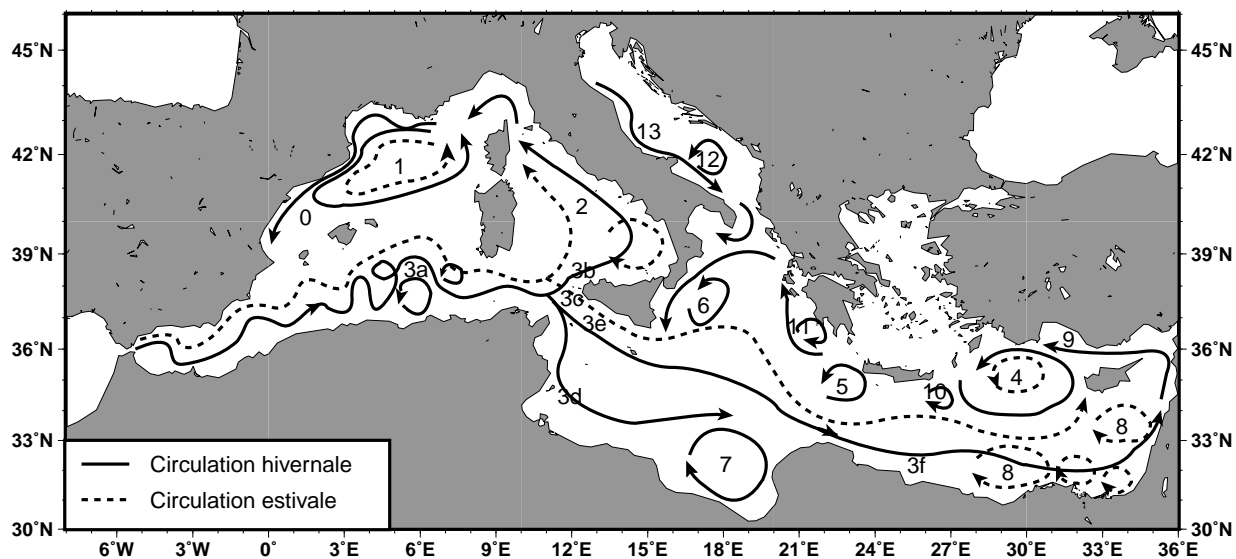 45˚N 45˚N
13
12
42˚N 1 42˚N
0 2
39˚N 39˚N
3a 3b
3c 6
3e 11
36˚N 9 36˚N
5 4
3d 10
8
33˚N 33˚N
7 3f 8
Circulation hivernale
Circulation estivale
30˚N 30˚N
6˚W 3˚W 0˚ 3˚E 6˚E 9˚E 12˚E 15˚E 18˚E 21˚E 24˚E 27˚E 30˚E 33˚E 36˚E